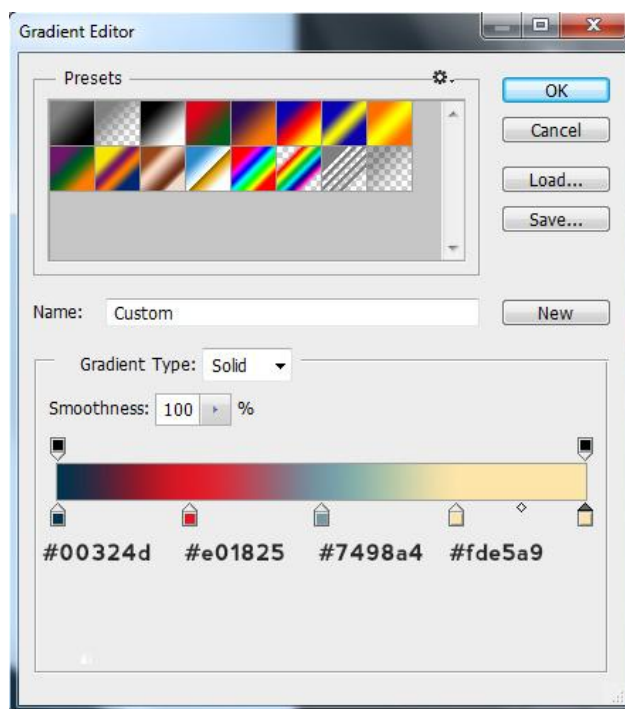 Gradient Editor
Presets
OK
Cancel
Load...
Save...
Name: Custom
New
Gradient Type: Solid
Smoothness: 100 %
#00324d #e01825 #7498a4 #fde5a9